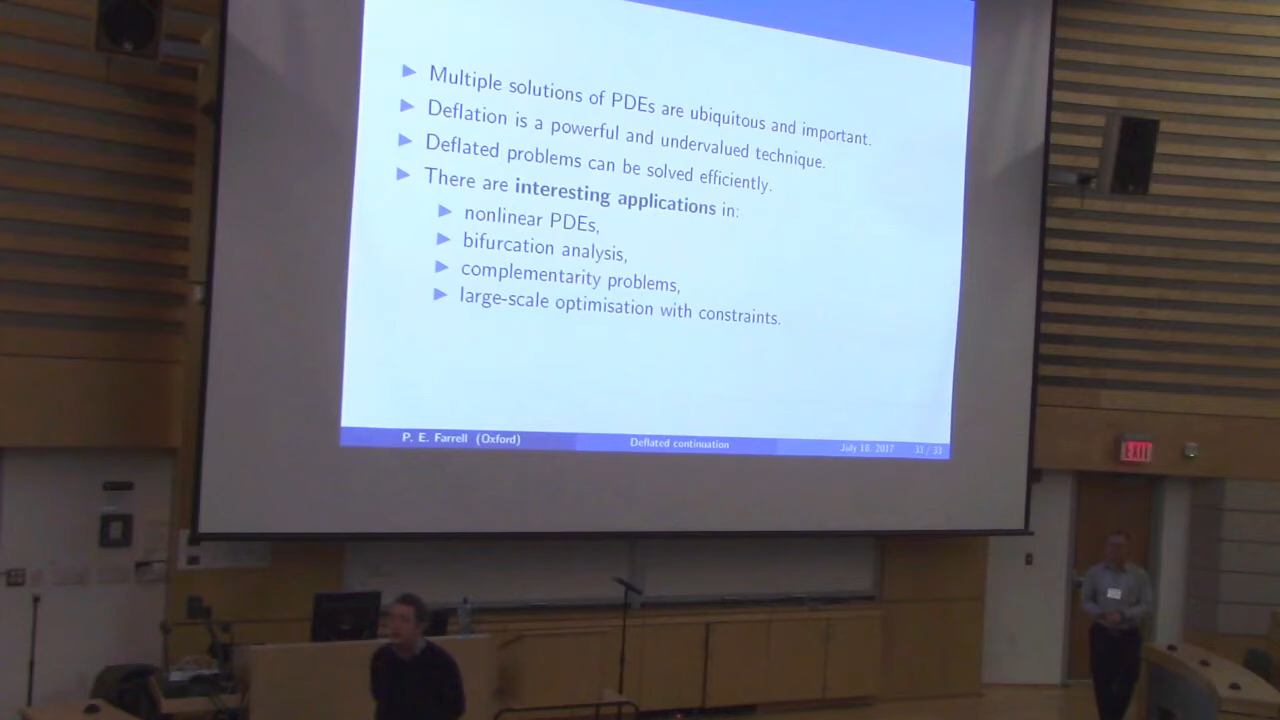 Multiple solutions of PDEs are ubiquitous and important.
Deflation is a powerful and undervalued technique.
Deflated problems can be solved efficiently.
There are interesting applications in:
nonlinear PDEs,
bifurcation analysis,
complementarity problems,
large-scale optimisation with constraints.
P. E. Farrell (Oxford) Deflated continuation July 18, 2017 33 / 33
EXIT